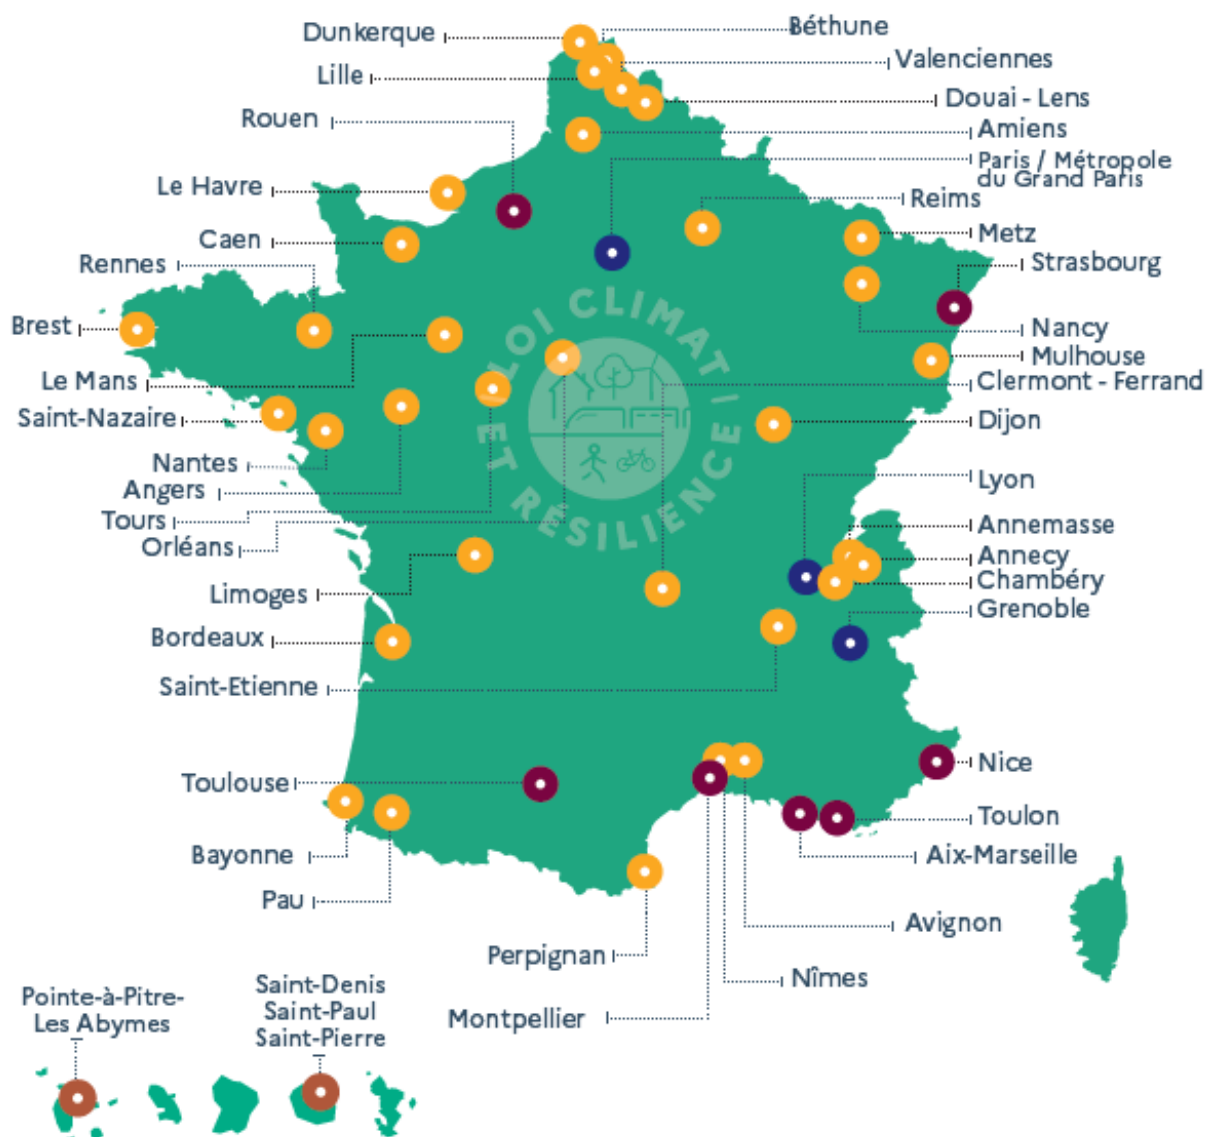 Dunkerque
Béthune
Lille
Valenciennes
Douai - Lens
Rouen
Amiens
Paris / Métropole
du Grand Paris
Le Havre
Reims
Caen
Metz
Rennes
Strasbourg
Brest
Nancy
Mulhouse
Le Mans
Clermont - Ferrand
Saint-Nazaire
Dijon
LOI CLIMAT
ET RÉSILIENCE
Nantes
Angers
Lyon
Tours
Annemasse
Orléans
Annecy
Chambéry
Limoges
Grenoble
Bordeaux
Saint-Etienne
Nice
Toulouse
Toulon
Bayonne
Aix-Marseille
Pau
Avignon
Perpignan
Nîmes
Montpellier
Pointe-à-Pitre-
Les Abymes
Saint-Denis
Saint-Paul
Saint-Pierre